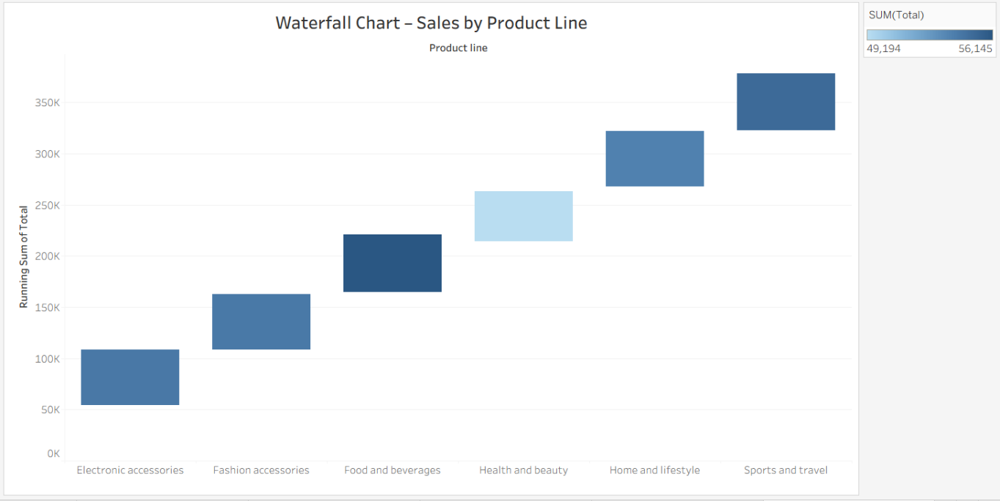 Waterfall Chart – Sales by Product Line
Product line
SUM(Total)
49,194 56,145
Running Sum of Total
350K
300K
250K
200K
150K
100K
50K
0K
Electronic accessories Fashion accessories Food and beverages Health and beauty Home and lifestyle Sports and travel